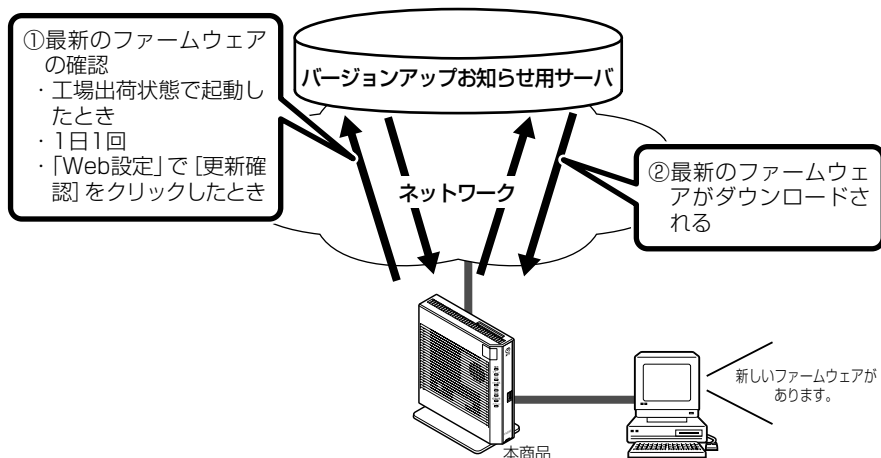 ①最新のファームウェア
の確認
・工場出荷状態で起動し
たとき
・1日1回
・「Web設定」で[更新確
認]をクリックしたとき
バージョンアップお知らせ用サーバ
ネットワーク
②最新のファームウェ
アがダウンロードさ
れる
新しいファームウェアが
あります。
本商品